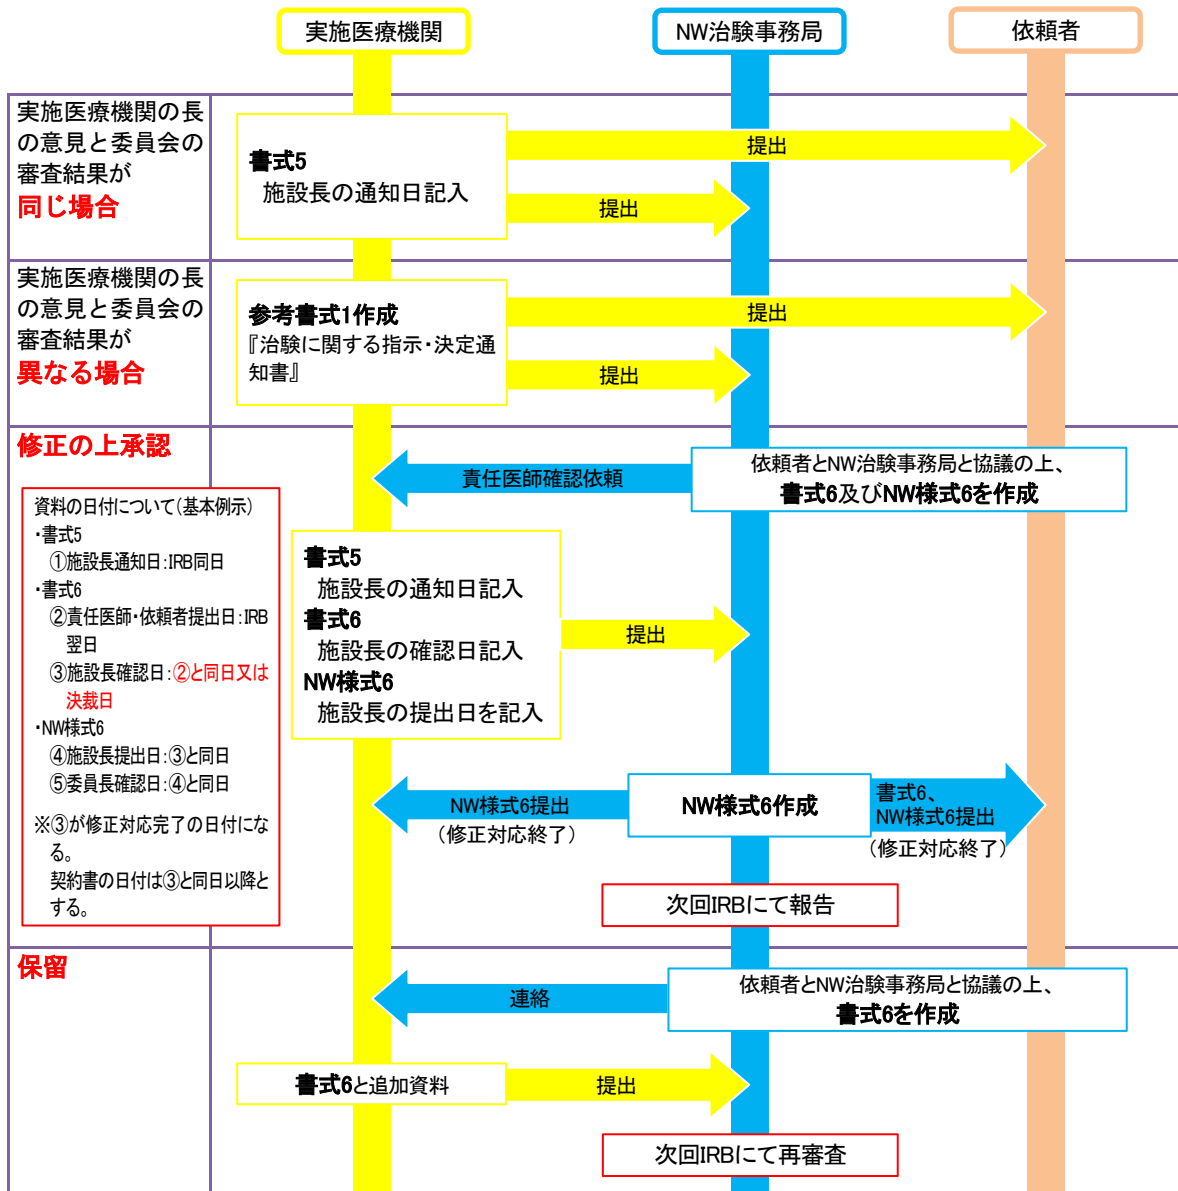 実施医療機関
NW治験事務局
依頼者
実施医療機関の長
の意見と委員会の
審査結果が
同じ場合
書式5
施設長の通知日記入
提出
提出
実施医療機関の長
の意見と委員会の
審査結果が
異なる場合
参考書式1作成
『治験に関する指示・決定通
知書』
提出
提出
修正の上承認
責任医師確認依頼
依頼者とNW治験事務局と協議の上、
書式6及びNW様式6を作成
資料の日付について(基本例示)
・書式5
①施設長通知日:IRB同日
・書式6
②責任医師・依頼者提出日:IRB
翌日
③施設長確認日:②と同日又は
決裁日
・NW様式6
④施設長提出日:③と同日
⑤委員長確認日:④と同日
※③が修正対応完了の日付にな
る。
契約書の日付は③と同日以降と
する。
書式5
施設長の通知日記入
書式6
施設長の確認日記入
NW様式6
施設長の提出日を記入
提出
NW様式6提出
(修正対応終了)
NW様式6作成
書式6、
NW様式6提出
(修正対応終了)
次回IRBにて報告
保留
連絡
依頼者とNW治験事務局と協議の上、
書式6を作成
書式6と追加資料
提出
次回IRBにて再審査